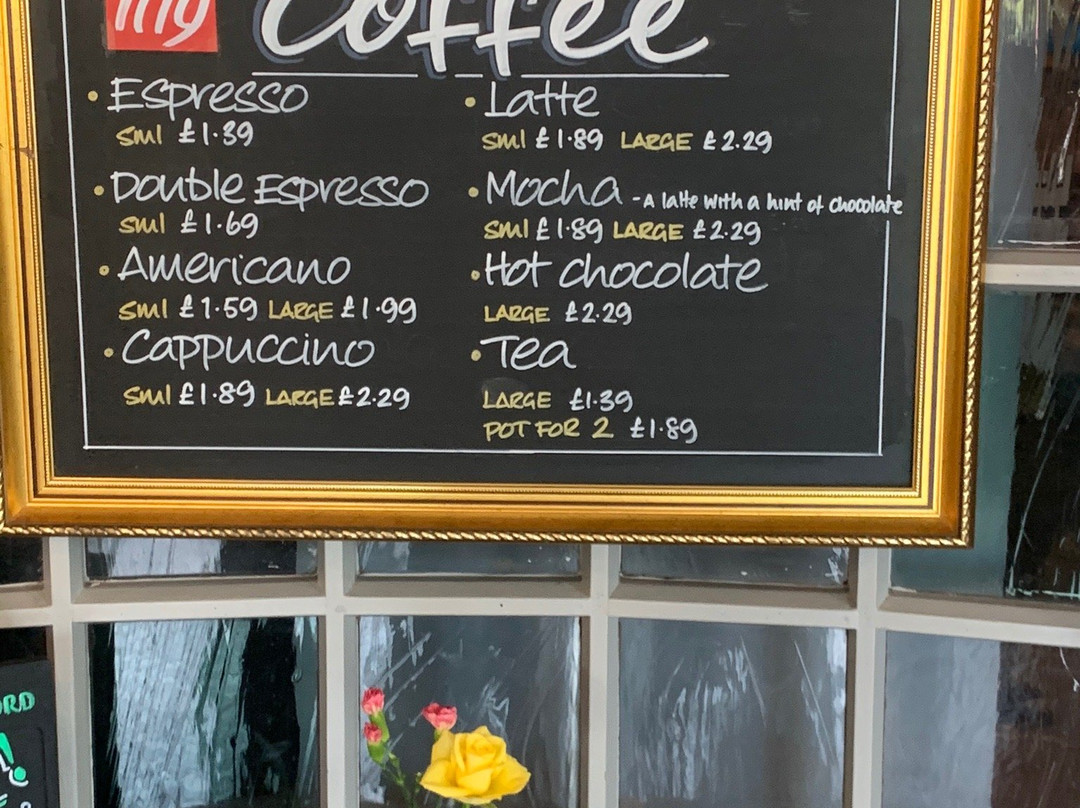 illy
Coffee
• Espresso
Sml £1.39
• Double Espresso
Sml £1.69
• Americano
Sml £1.59 LARGE £1.99
• Cappuccino
Sml £1.89 LARGE £2.29
• Latte
Sml £1.89 LARGE £2.29
• Mocha - A latte with a hint of chocolate
Sml £1.89 LARGE £2.29
• Hot Chocolate
LARGE £2.29
• Tea
LARGE £1.39
POT FOR 2 £1.89
ORD